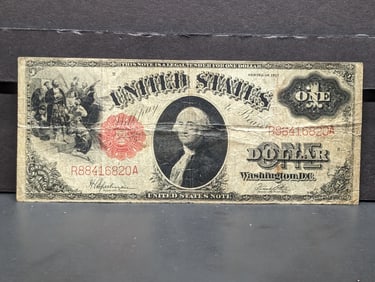 THIS NOTE IS A LEGAL TENDER FOR ONE DOLLAR
SERIES OF 1917
UNITED STATES
ONE
R88416820A
DOLLAR
R88416820A
Washington, D.C.
UNITED STATES NOTE